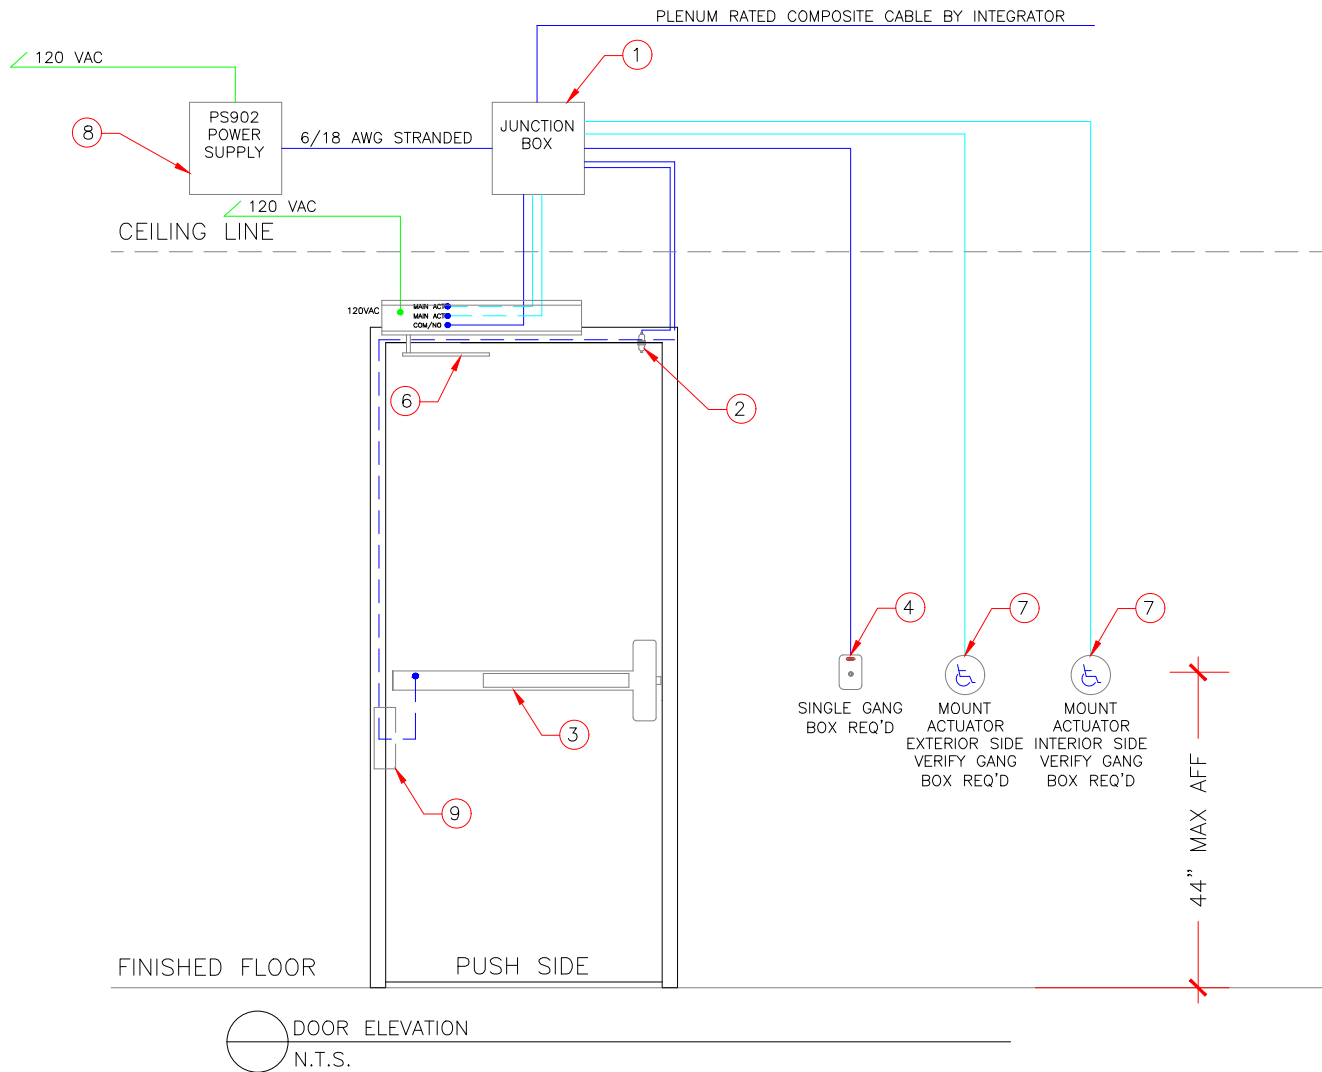 PLENUM RATED COMPOSITE CABLE BY INTEGRATOR
120 VAC
1
8
PS902
POWER
SUPPLY
6/18 AWG STRANDED
JUNCTION
BOX
120 VAC
CEILING LINE
120VAC
MAIN ACT
MAIN ACT
COM/NO
6
2
4
7
7
3
9
SINGLE GANG
BOX REQ'D
MOUNT
ACTUATOR
EXTERIOR SIDE
VERIFY GANG
BOX REQ'D
MOUNT
ACTUATOR
INTERIOR SIDE
VERIFY GANG
BOX REQ'D
44" MAX AFF
FINISHED FLOOR
PUSH SIDE
DOOR ELEVATION
N.T.S.